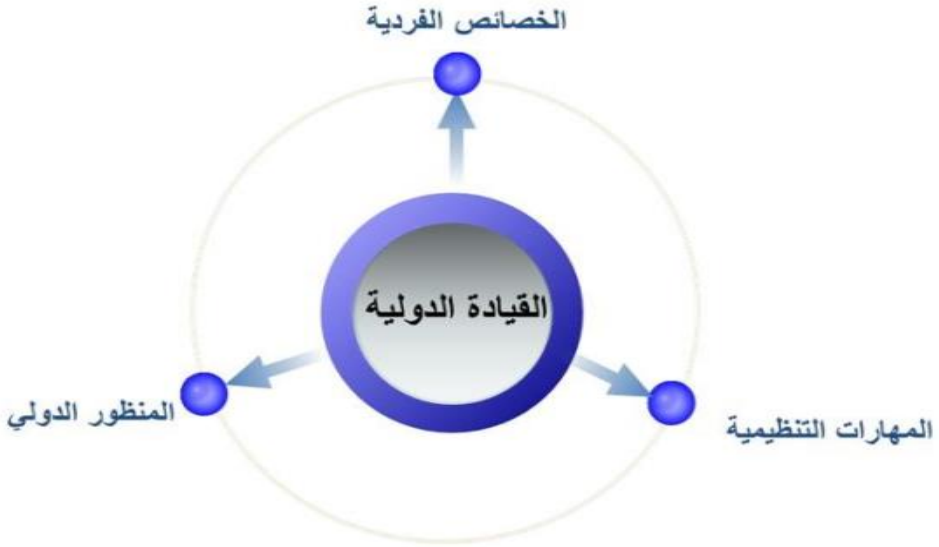 الخصائص الفردية
القيادة الدولية
المهارات التنظيمية
المنظور الدولي